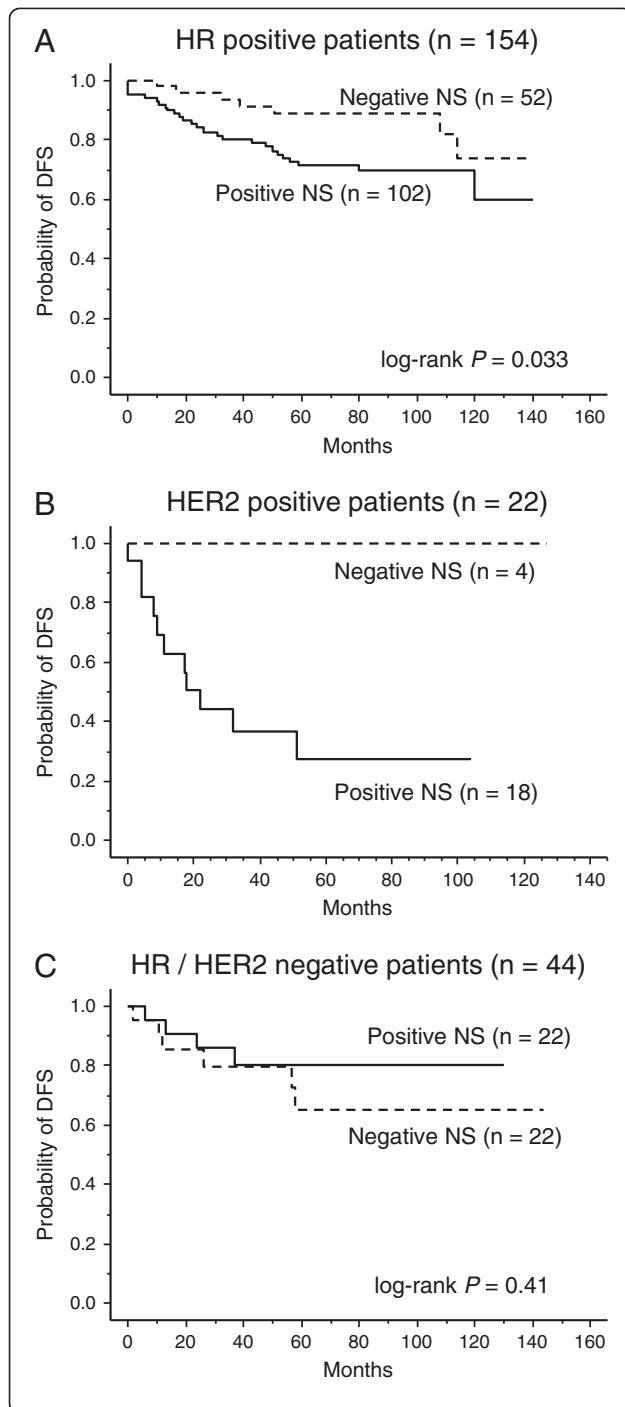 A HR positive patients (n = 154)
1.0
0.8
0.6
0.4
0.2
0.0
Probability of DFS
Negative NS (n = 52)
Positive NS (n = 102)
log-rank P = 0.033
0 20 40 60 80 100 120 140 160
Months
B HER2 positive patients (n = 22)
1.0
0.8
0.6
0.4
0.2
0.0
Probability of DFS
Negative NS (n = 4)
Positive NS (n = 18)
0 20 40 60 80 100 120 140
Months
C HR / HER2 negative patients (n = 44)
1.0
0.8
0.6
0.4
0.2
0.0
Probability of DFS
Positive NS (n = 22)
Negative NS (n = 22)
log-rank P = 0.41
0 20 40 60 80 100 120 140 160
Months